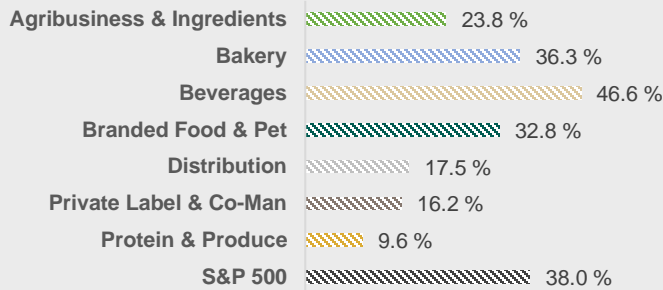 Agribusiness & Ingredients 23.8 %
Bakery 36.3 %
Beverages 46.6 %
Branded Food & Pet 32.8 %
Distribution 17.5 %
Private Label & Co-Man 16.2 %
Protein & Produce 9.6 %
S&P 500 38.0 %